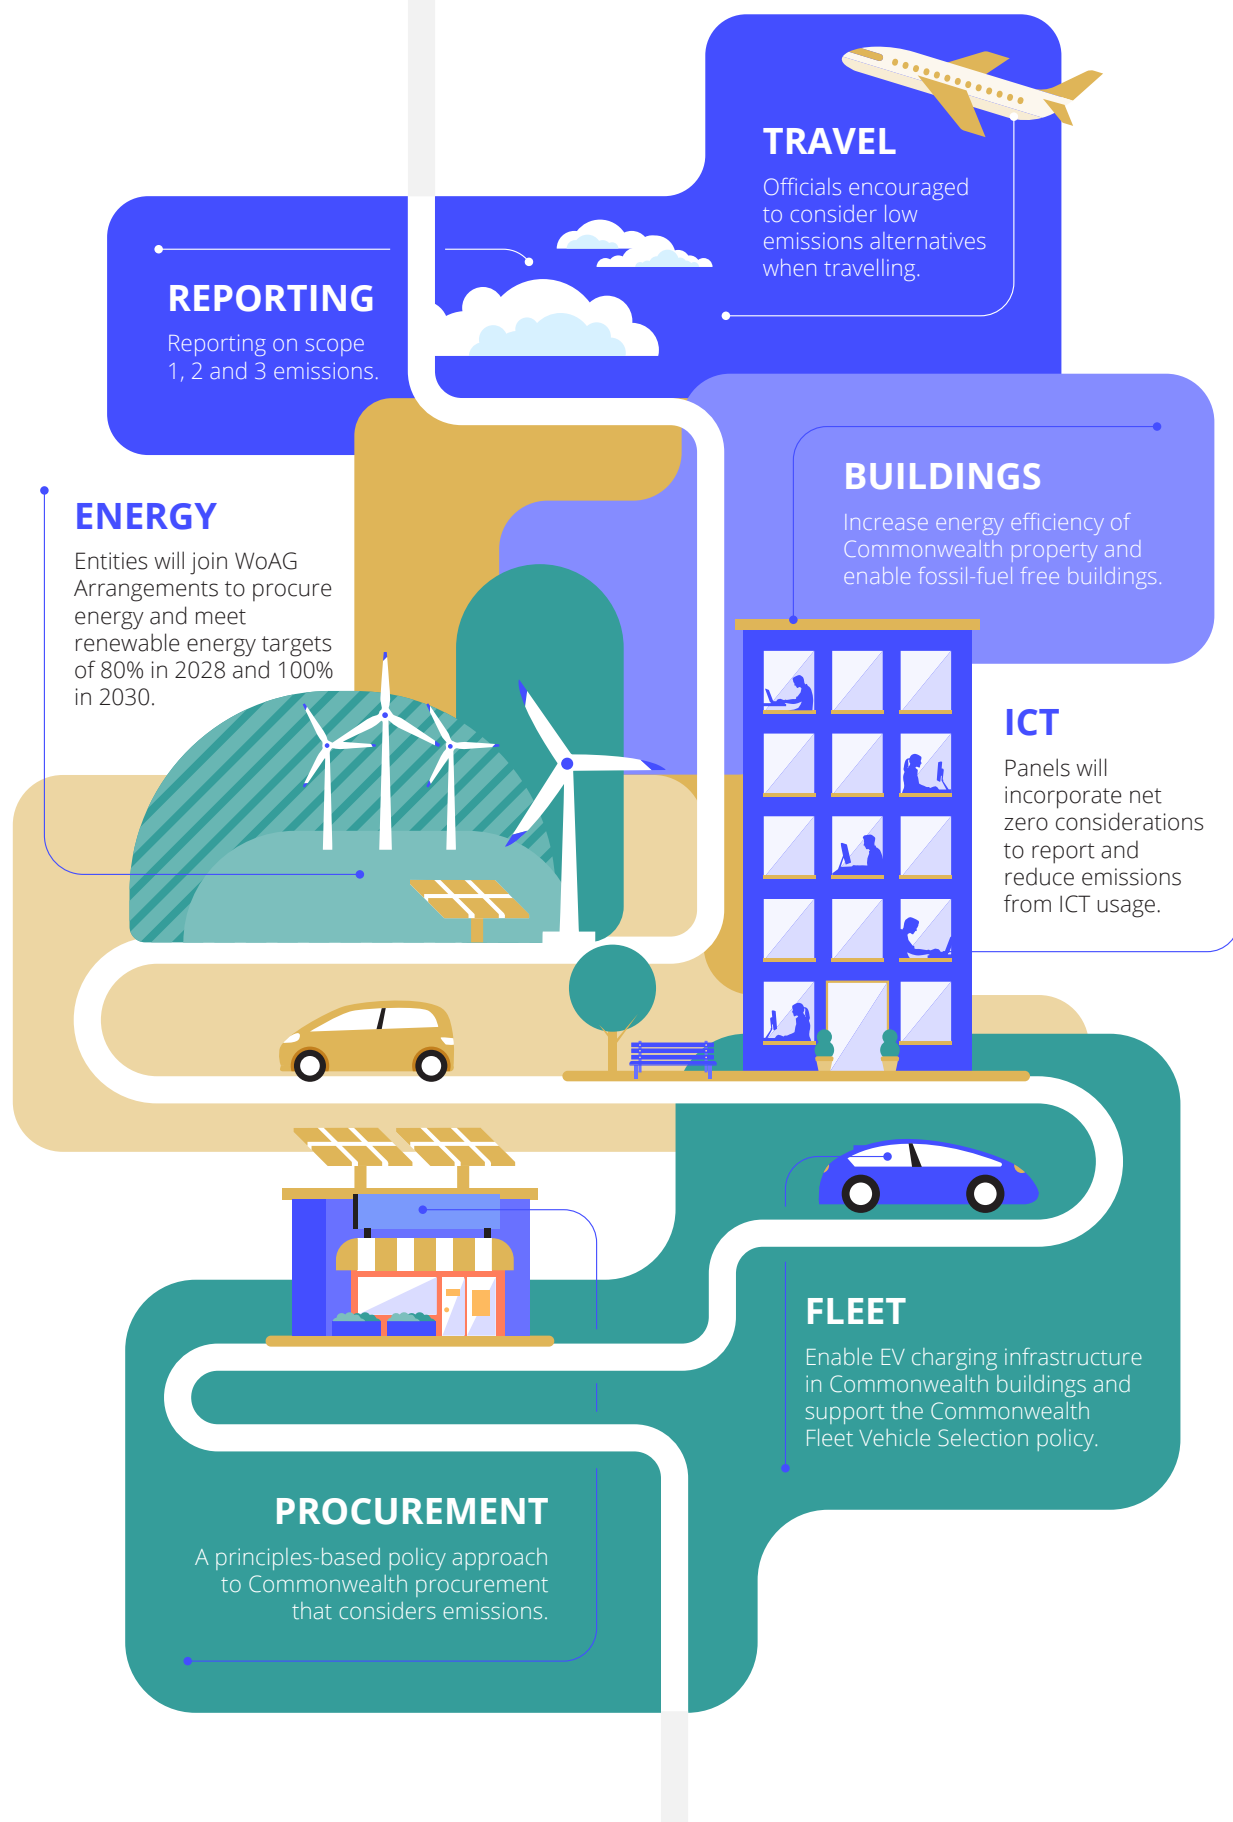 TRAVEL
Officials encouraged
to consider low
emissions alternatives
when travelling.
REPORTING
Reporting on scope
1, 2 and 3 emissions.
BUILDINGS
Increase energy efficiency of
Commonwealth property and
enable fossil-fuel free buildings.
ENERGY
Entities will join WoAG
Arrangements to procure
energy and meet
renewable energy targets
of 80% in 2028 and 100%
in 2030.
ICT
Panels will
incorporate net
zero considerations
to report and
reduce emissions
from ICT usage.
FLEET
Enable EV charging infrastructure
in Commonwealth buildings and
support the Commonwealth
Fleet Vehicle Selection policy.
PROCUREMENT
A principles-based policy approach
to Commonwealth procurement
that considers emissions.